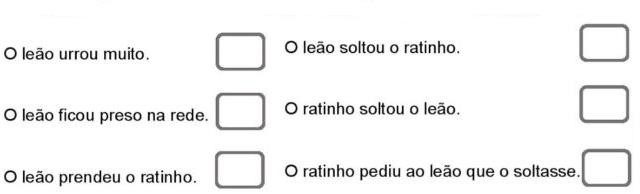 O leão urrou muito.
O leão soltou o ratinho.
O leão ficou preso na rede.
O ratinho soltou o leão.
O leão prendeu o ratinho.
O ratinho pediu ao leão que o soltasse.